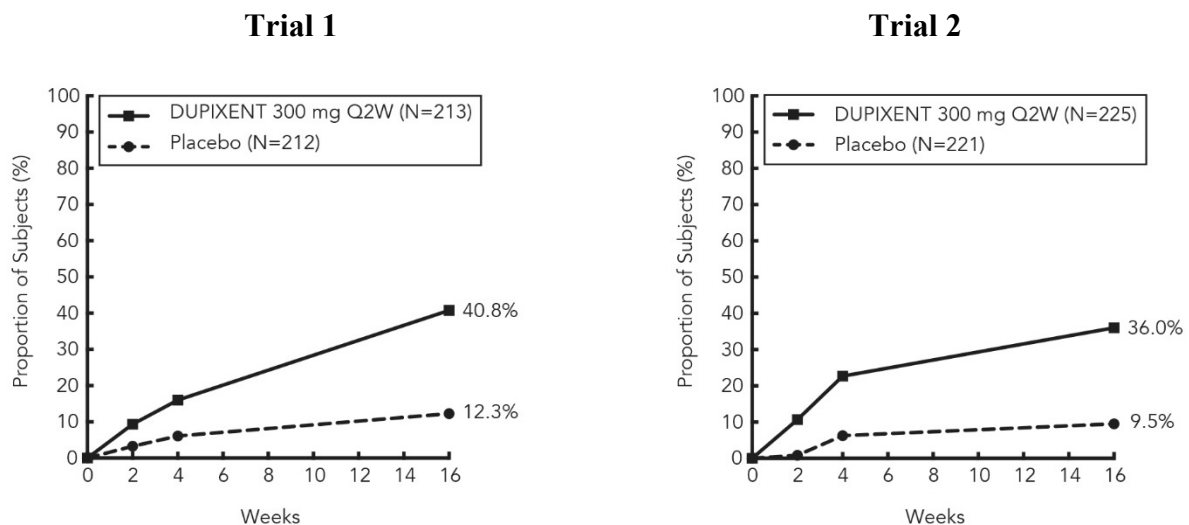 Trial 1
Proportion of Subjects (%)
100
90
80
70
60
50
40
30
20
10
0
DUPIXENT 300 mg Q2W (N=213)
Placebo (N=212)
40.8%
12.3%
0 2 4 6 8 10 12 14 16
Weeks
Trial 2
Proportion of Subjects (%)
100
90
80
70
60
50
40
30
20
10
0
DUPIXENT 300 mg Q2W (N=225)
Placebo (N=221)
36.0%
9.5%
0 2 4 6 8 10 12 14 16
Weeks